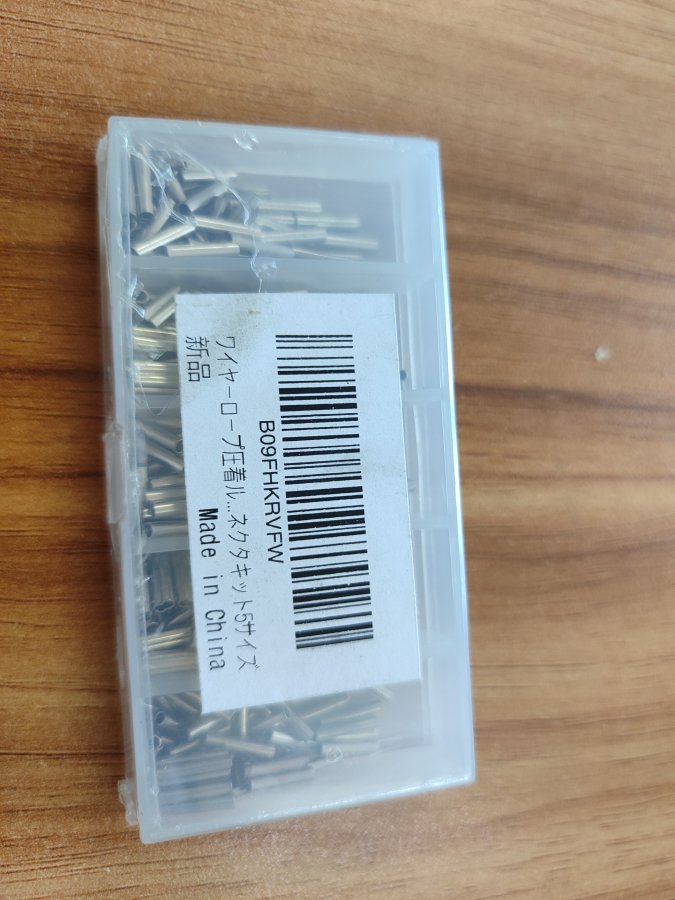 B09FHKRVFW
ワイヤーロープ圧着ル...ネクタキット5サイズ
新品
Made in China